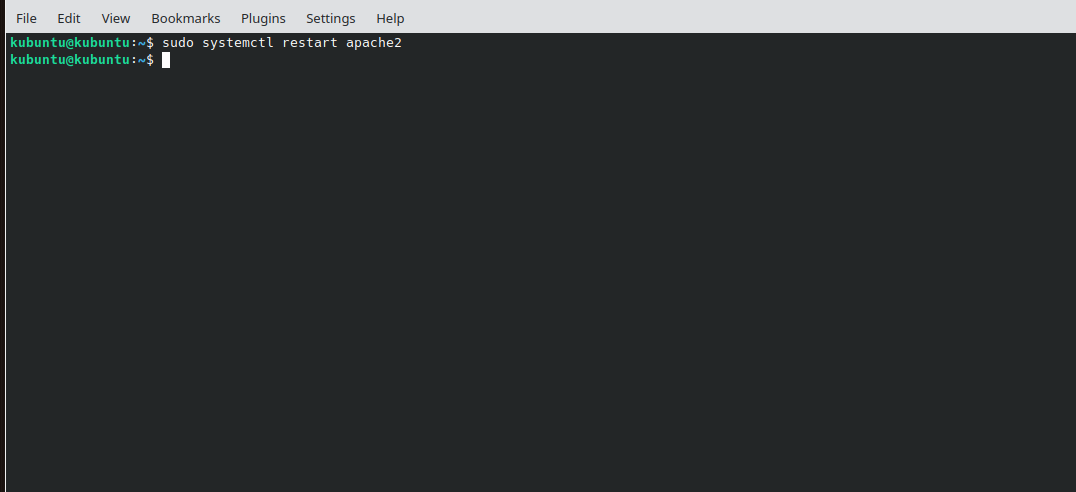 File Edit View Bookmarks Plugins Settings Help
kubuntu@kubuntu:~$ sudo systemctl restart apache2
kubuntu@kubuntu:~$